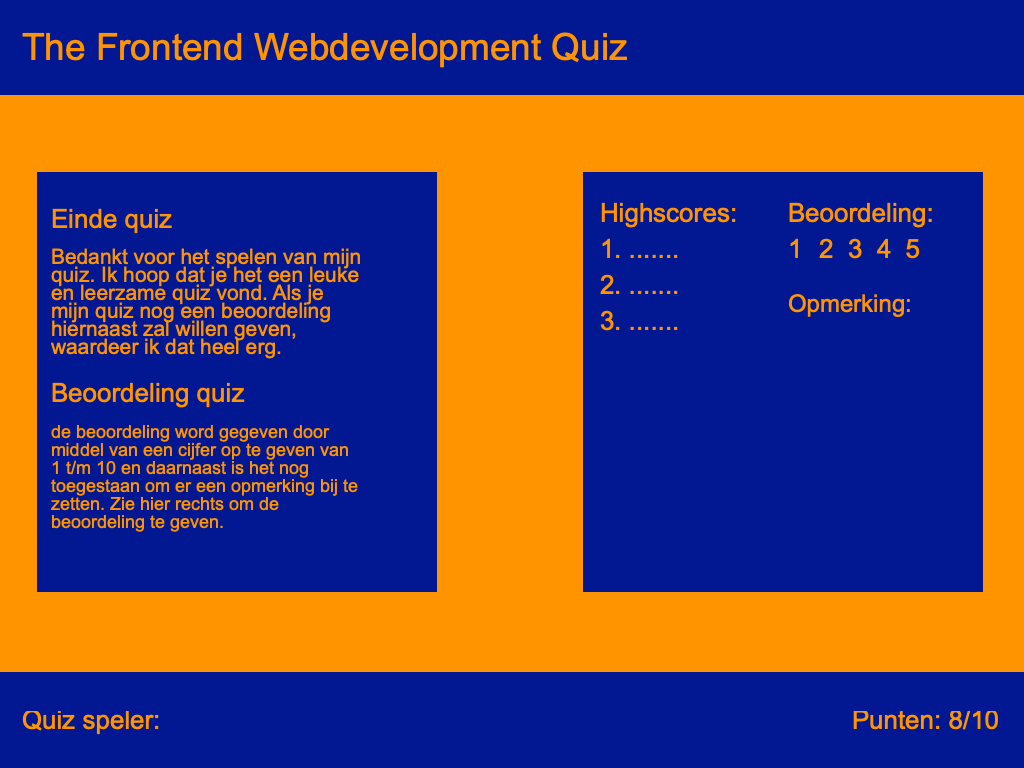 The Frontend Webdevelopment Quiz
Einde quiz
Bedankt voor het spelen van mijn
quiz. Ik hoop dat je het een leuke
en leerzame quiz vond. Als je
mijn quiz nog een beoordeling
hiernaast zal willen geven,
waardeer ik dat heel erg.
Beoordeling quiz
de beoordeling word gegeven door
middel van een cijfer op te geven van
1 t/m 10 en daarnaast is het nog
toegestaan om er een opmerking bij te
zetten. Zie hier rechts om de
beoordeling te geven.
Highscores:
1. .......
2. .......
3. .......
Beoordeling:
1 2 3 4 5
Opmerking:
Quiz speler:
Punten: 8/10